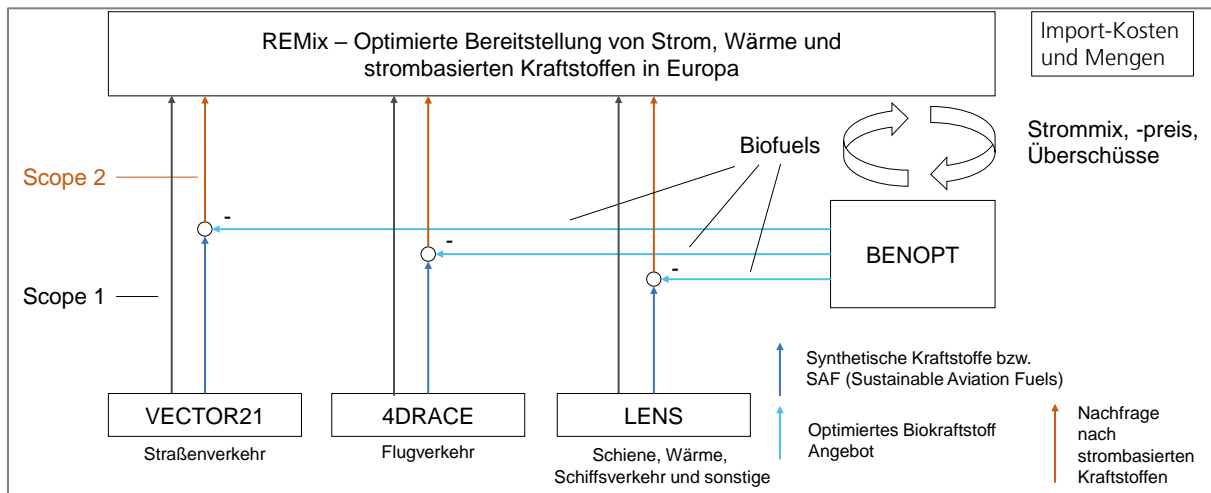 REMix – Optimierte Bereitstellung von Strom, Wärme und
strombasierten Kraftstoffen in Europa
Import-Kosten
und Mengen
Biofuels
Strommix, -preis,
Überschüsse
Scope 2
-
-
-
BENOPT
Scope 1
Synthetische Kraftstoffe bzw.
SAF (Sustainable Aviation Fuels)
VECTOR21
4DRACE
LENS
Optimiertes Biokraftstoff
Angebot
Nachfrage
nach
strombasierten
Kraftstoffen
Straßenverkehr
Flugverkehr
Schiene, Wärme,
Schiffsverkehr und sonstige